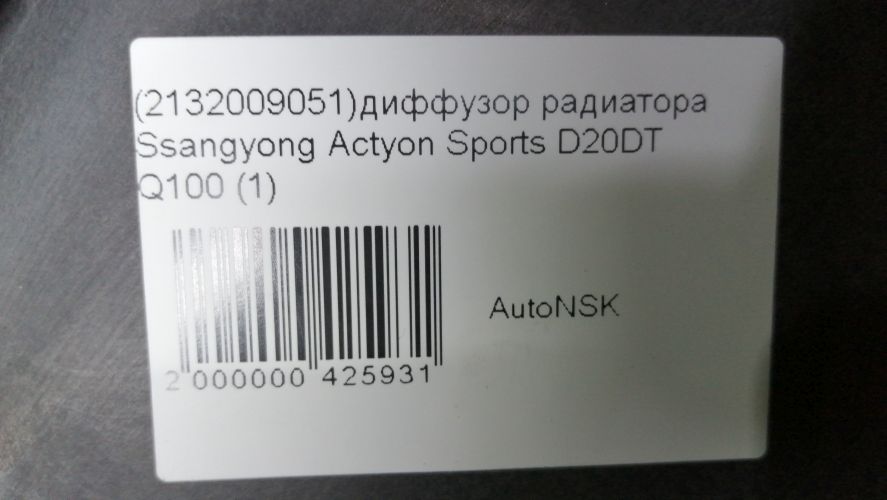 (2132009051)диффузор радиатора
Ssangyong Actyon Sports D20DT
Q100 (1)
AutoNSK
2 000000 425931